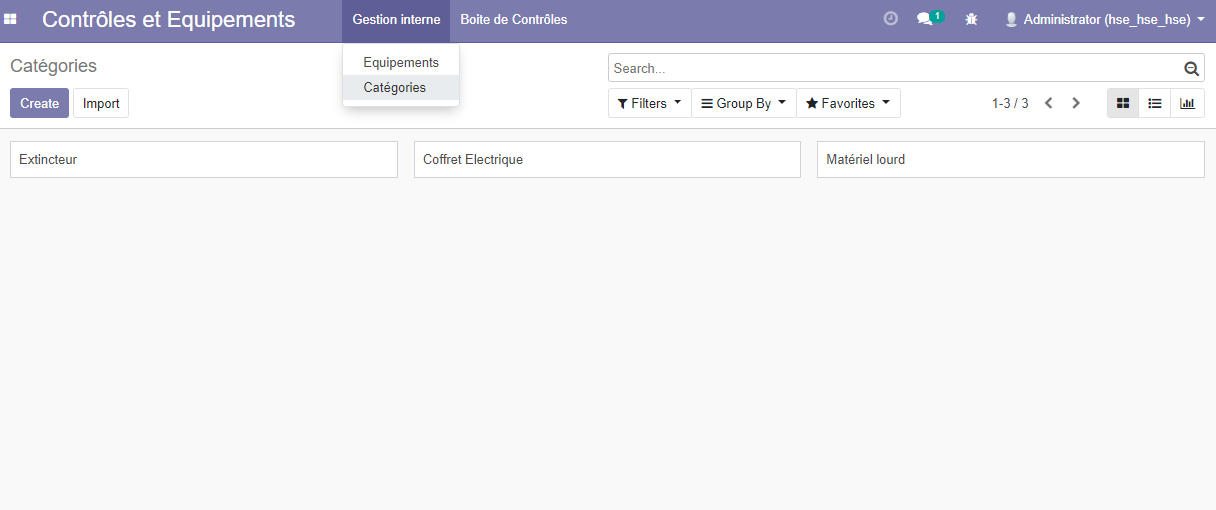 Contrôles et Equipements Gestion interne Boite de Contrôles 1 Administrator (hse_hse_hse)
Equipements
Catégories
Catégories
Search...
Create Import
Filters Group By Favorites 1-3 / 3
Extincteur Coffret Electrique Matériel lourd